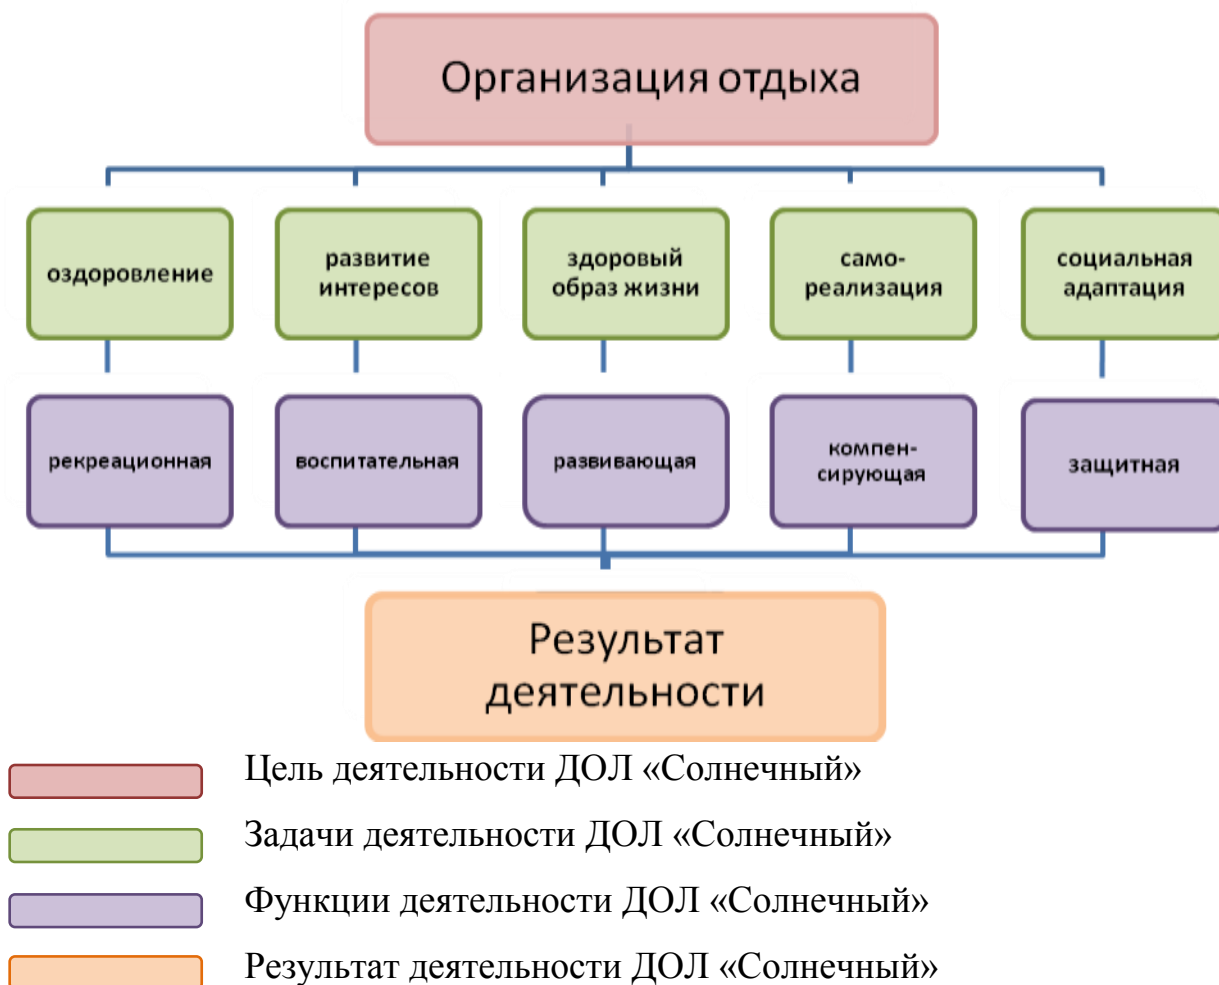 Организация отдыха
оздоровление
развитие
интересов
здоровый
образ жизни
само-
реализация
социальная
адаптация
рекреационная
воспитательная
развивающая
компен-
сирующая
защитная
Результат
деятельности
Цель деятельности ДОЛ «Солнечный»
Задачи деятельности ДОЛ «Солнечный»
Функции деятельности ДОЛ «Солнечный»
Результат деятельности ДОЛ «Солнечный»